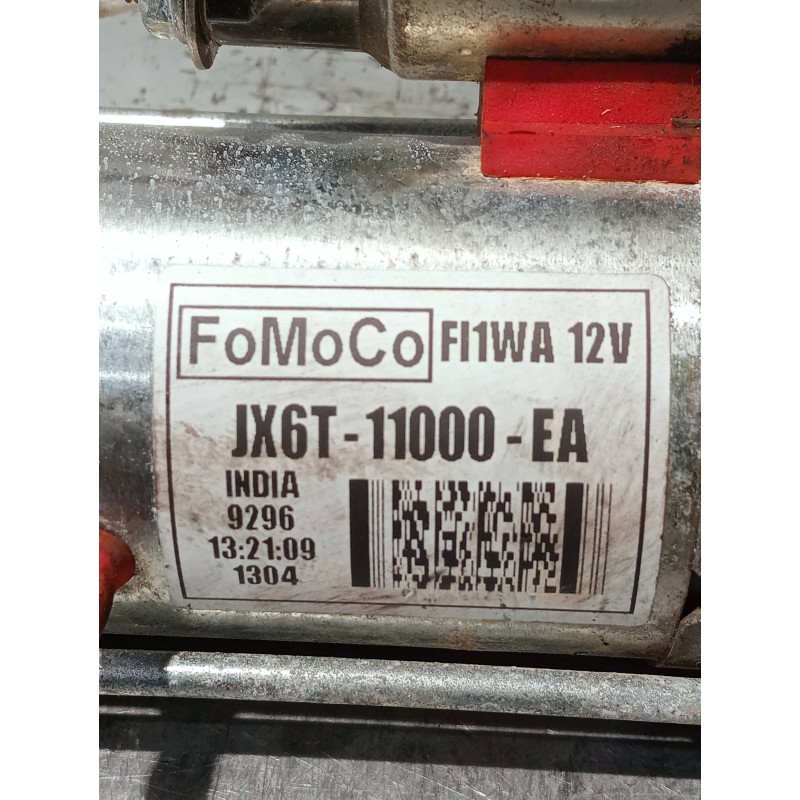 FoMoCo FI1WA 12V
JX6T-11000-EA
INDIA
9296
13:21:09
1304